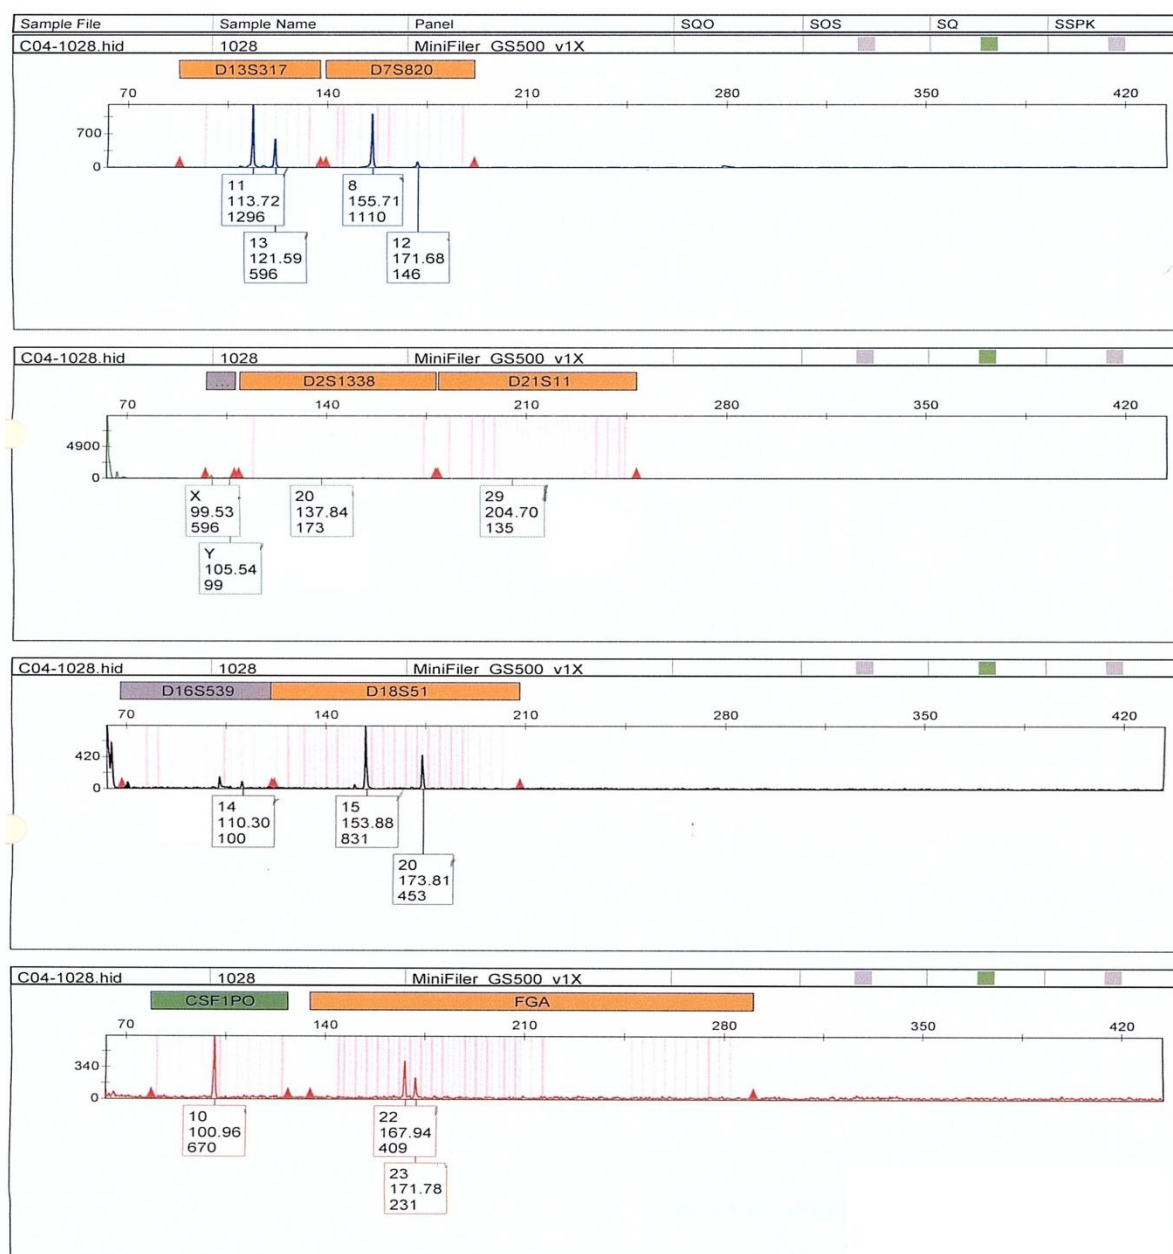 Sample File Sample Name Panel SQO SOS SQ SSPK
C04-1028.hid 1028 MiniFiler_GS500_v1X
D13S317 D7S820
70 140 210 280 350 420
700
0
11 8
113.72 155.71
1296 1110
13 12
121.59 171.68
596 146
C04-1028.hid 1028 MiniFiler_GS500_v1X
... D2S1338 D21S11
70 140 210 280 350 420
4900
0
X 20 29
99.53 137.84 204.70
596 173 135
Y
105.54
99
C04-1028.hid 1028 MiniFiler_GS500_v1X
D16S539 D18S51
70 140 210 280 350 420
420
0
14 15
110.30 153.88
100 831
20
173.81
453
C04-1028.hid 1028 MiniFiler_GS500_v1X
CSF1PO FGA
70 140 210 280 350 420
340
0
10 22
100.96 167.94
670 409
23
171.78
231